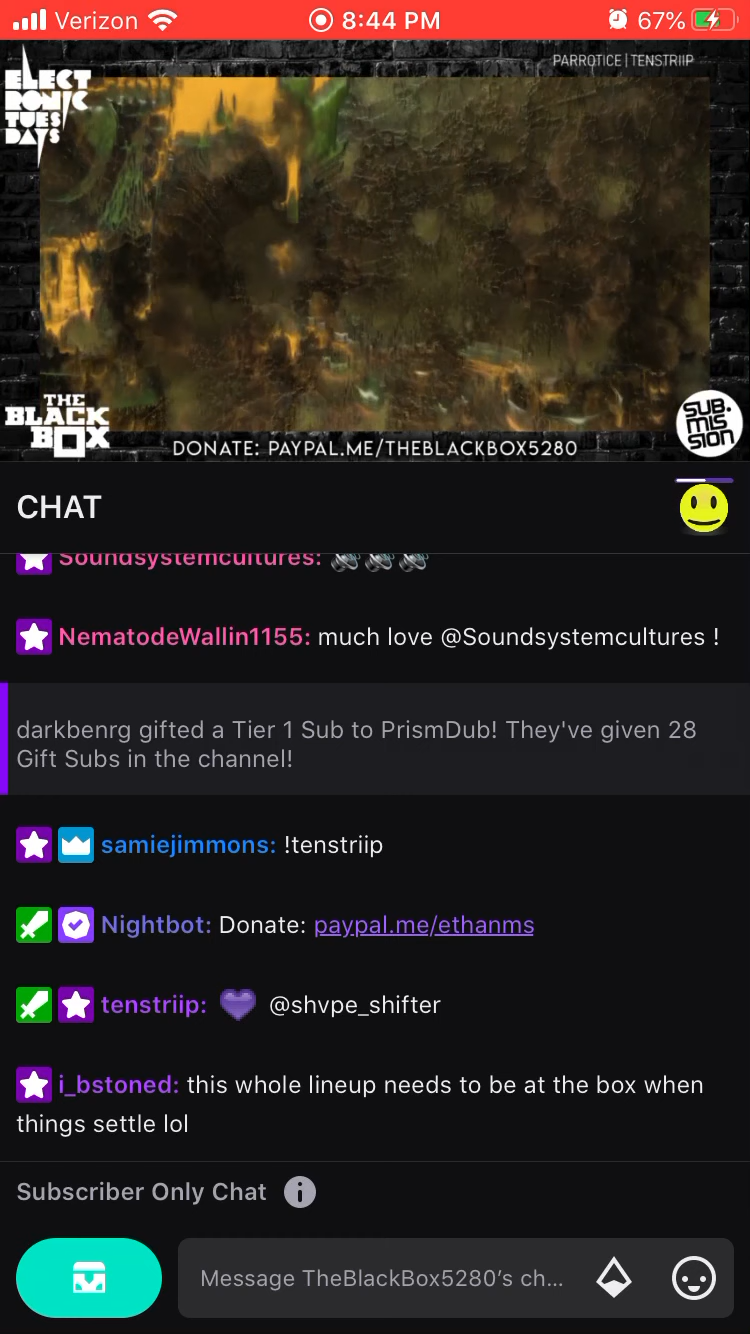 Verizon 8:44 PM 67%
PARROTICE | TENSTRIIP
ELECT
RONIC
TUES
DAYS
THE
BLACK
BOX
SUB.
MIS
SION
DONATE: PAYPAL.ME/THEBLACKBOX5280
CHAT
Soundsystemcultures:
NematodeWallin1155: much love @Soundsystemcultures !
darkbenrg gifted a Tier 1 Sub to PrismDub! They've given 28
Gift Subs in the channel!
samiejimmons: !tenstriip
Nightbot: Donate: paypal.me/ethanms
tenstriip: @shvpe_shifter
i_bstoned: this whole lineup needs to be at the box when
things settle lol
Subscriber Only Chat
Message TheBlackBox5280's ch...